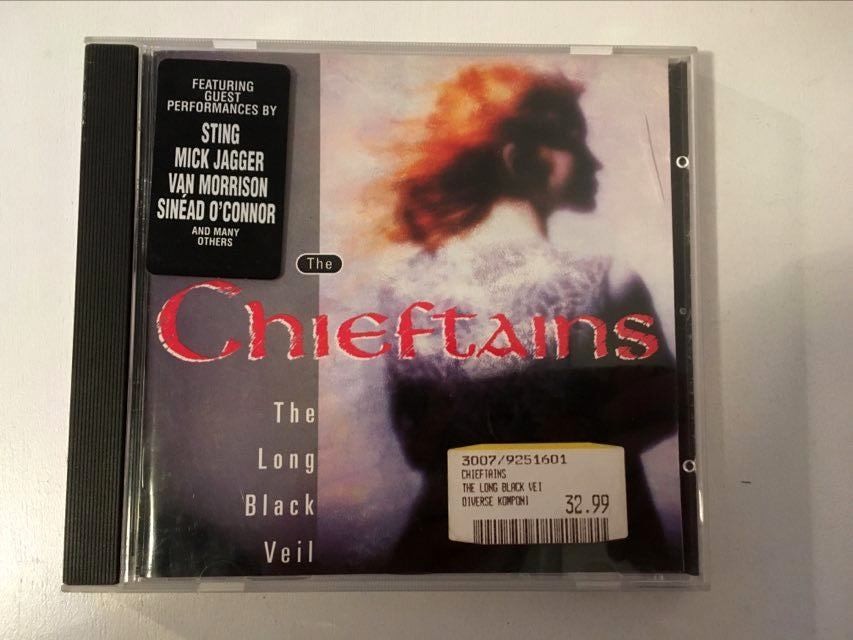 FEATURING
GUEST
PERFORMANCES BY
STING
MICK JAGGER
VAN MORRISON
SINÉAD O'CONNOR
AND MANY
OTHERS
The
Chieftains
The
Long
Black
Veil
3007/9251601
CHIEFTAINS
THE LONG BLACK VEI
DIVERSE KOMPONI
32.99